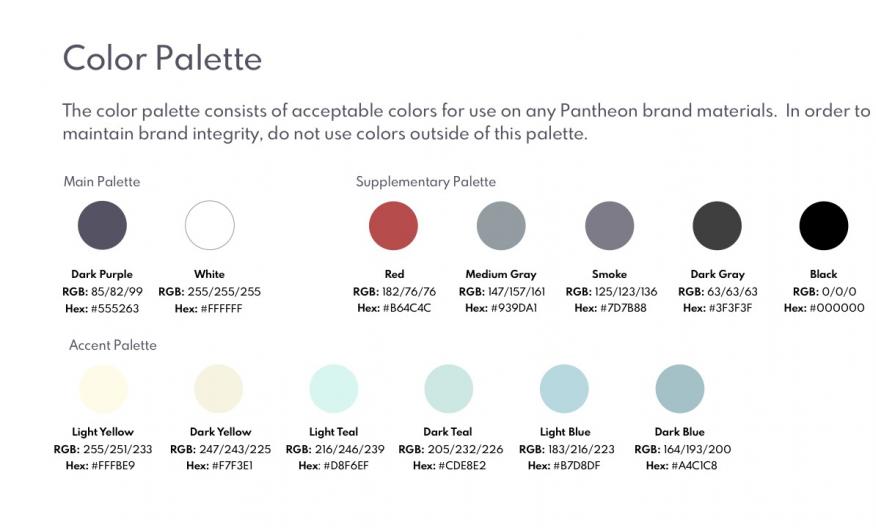 Color Palette
The color palette consists of acceptable colors for use on any Pantheon brand materials.  In order to
maintain brand integrity, do not use colors outside of this palette.
Main Palette
Supplementary Palette
Dark Purple
RGB: 85/82/99
Hex: #555263
White
RGB: 255/255/255
Hex: #FFFFFF
Red
RGB: 182/76/76
Hex: #B64C4C
Medium Gray
RGB: 147/157/161
Hex: #939DA1
Smoke
RGB: 125/123/136
Hex: #7D7B88
Dark Gray
RGB: 63/63/63
Hex: #3F3F3F
Black
RGB: 0/0/0
Hex: #000000
Accent Palette
Light Yellow
RGB: 255/251/233
Hex: #FFFBE9
Dark Yellow
RGB: 247/243/225
Hex: #F7F3E1
Light Teal
RGB: 216/246/239
Hex: #D8F6EF
Dark Teal
RGB: 205/232/226
Hex: #CDE8E2
Light Blue
RGB: 183/216/223
Hex: #B7D8DF
Dark Blue
RGB: 164/193/200
Hex: #A4C1C8